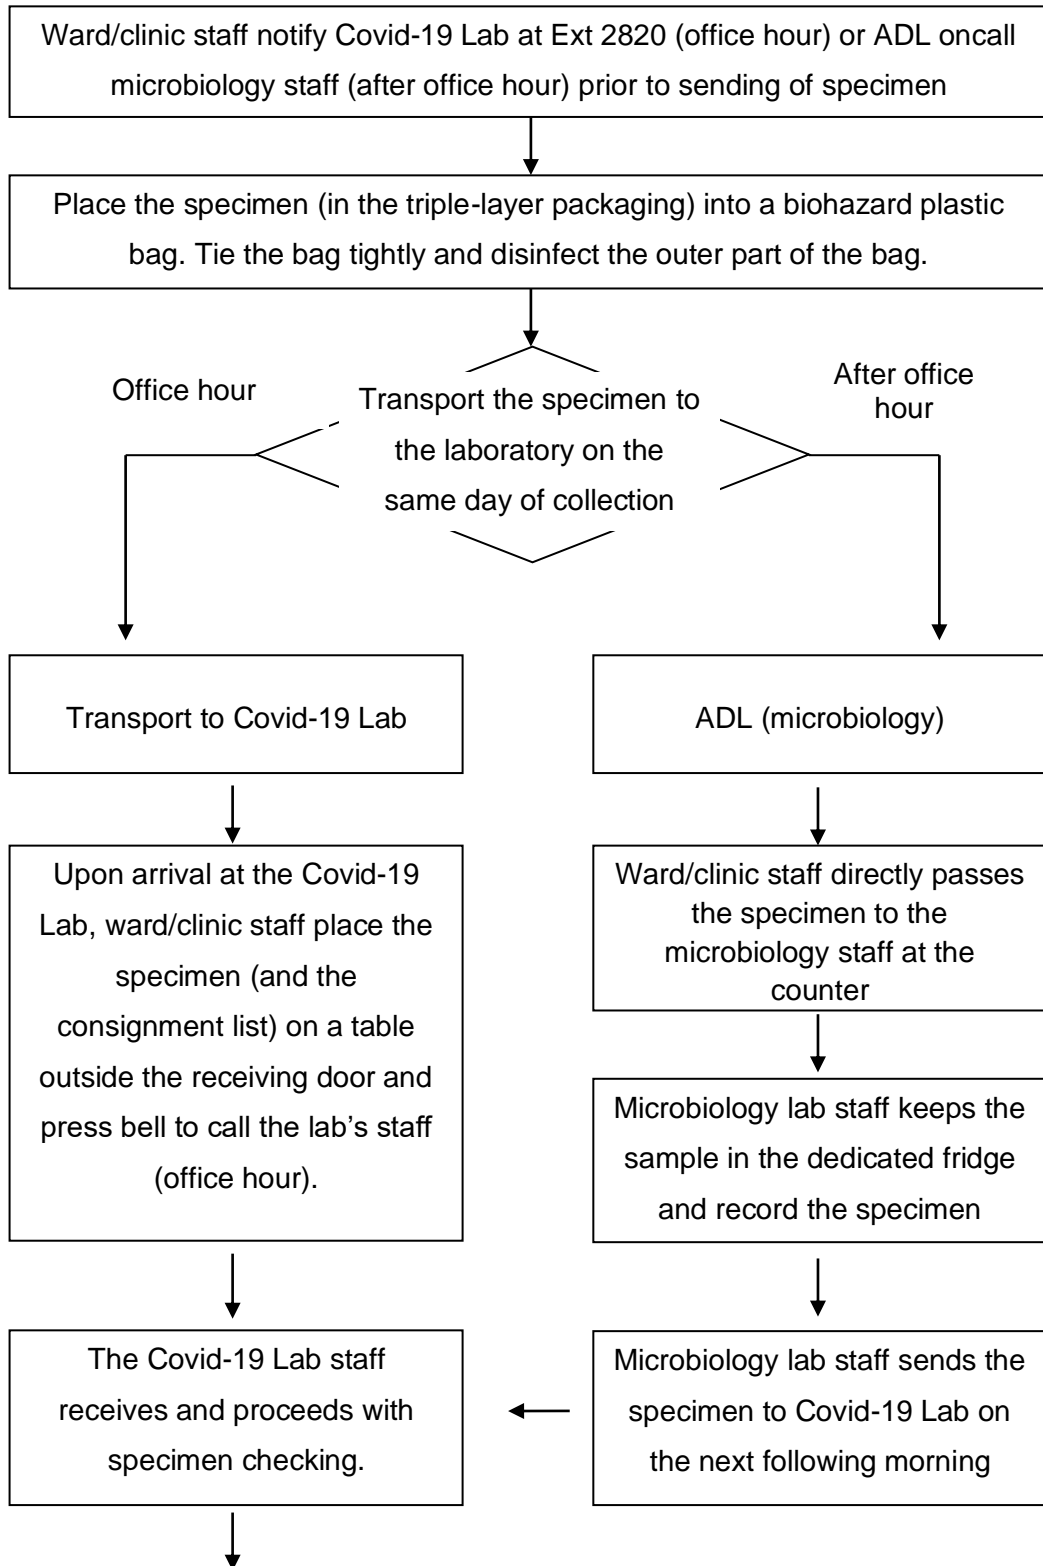 Ward/clinic staff notify Covid-19 Lab at Ext 2820 (office hour) or ADL oncall
microbiology staff (after office hour) prior to sending of specimen
Place the specimen (in the triple-layer packaging) into a biohazard plastic
bag. Tie the bag tightly and disinfect the outer part of the bag.
Office hour
Transport the specimen to
the laboratory on the
same day of collection
After office
hour
Transport to Covid-19 Lab
Upon arrival at the Covid-19
Lab, ward/clinic staff place the
specimen (and the
consignment list) on a table
outside the receiving door and
press bell to call the lab’s staff
(office hour).
The Covid-19 Lab staff
receives and proceeds with
specimen checking.
ADL (microbiology)
Ward/clinic staff directly passes
the specimen to the
microbiology staff at the
counter
Microbiology lab staff keeps the
sample in the dedicated fridge
and record the specimen
Microbiology lab staff sends the
specimen to Covid-19 Lab on
the next following morning